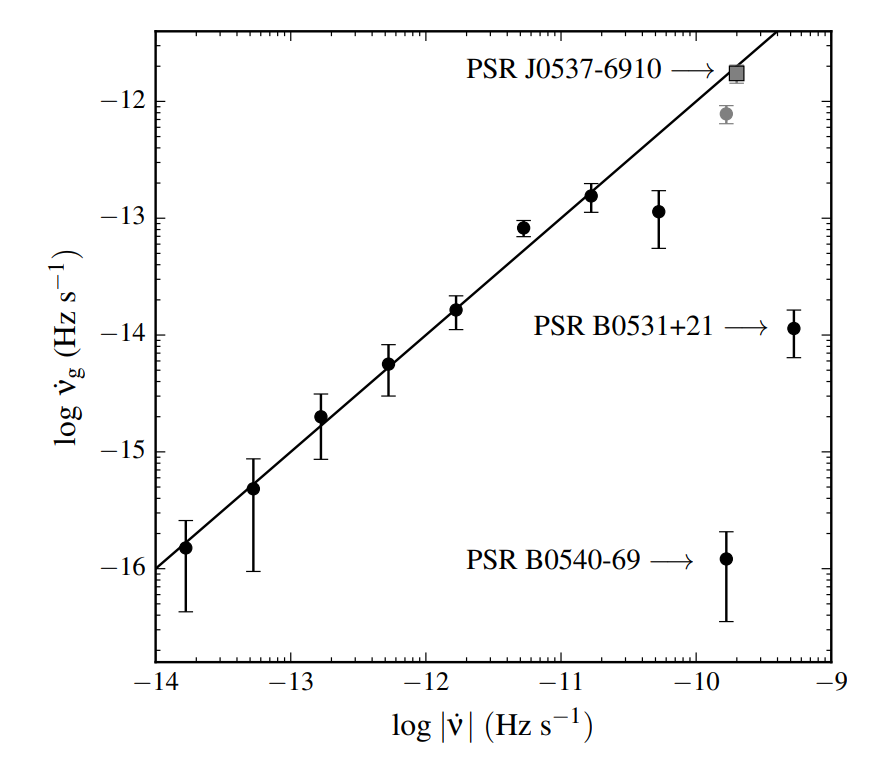 PSR J0537-6910 ⟶
−12
−13
PSR B0531+21 ⟶
−14
−15
PSR B0540-69 ⟶
−16
log ν̇g (Hz s−1)
−14 −13 −12 −11 −10 −9
log |ν̇| (Hz s−1)